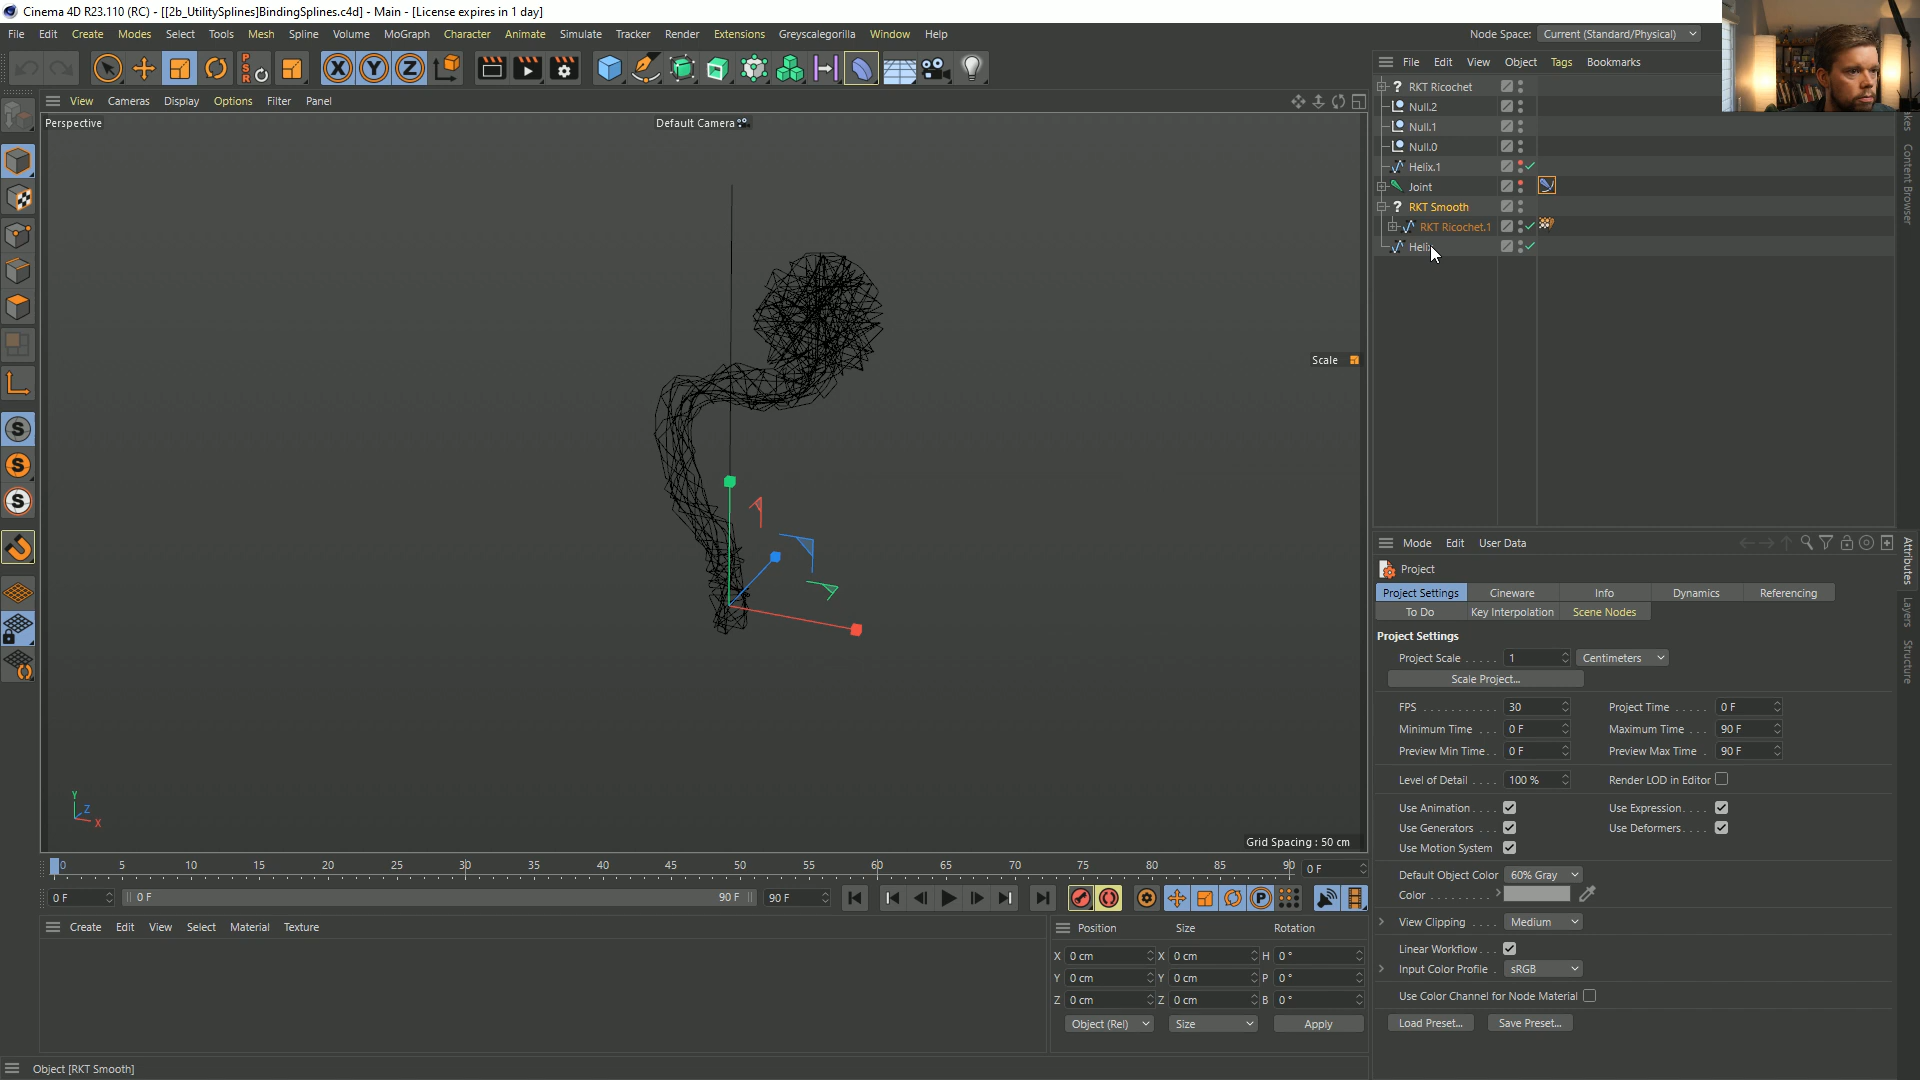 Cinema 4D R23.110 (RC) - [[2b_UtilitySplines]BindingSplines.c4d] - Main - [License expires in 1 day]
File Edit Create Modes Select Tools Mesh Spline Volume MoGraph Character Animate Simulate Tracker Render Extensions Greyscalegorilla Window Help
Node Space: Current (Standard/Physical)
PSR X Y Z
File Edit View Object Tags Bookmarks
View Cameras Display Options Filter Panel
Perspective
Default Camera
RKT Ricochet
Null.2
Null.1
Null.0
Helix.1
Joint
RKT Smooth
RKT Ricochet.1
Content Browser
Scale
Grid Spacing : 50 cm
Y
Z
X
S
S
S
Mode Edit User Data
Project
Project Settings Cineware Info Dynamics Referencing
To Do Key Interpolation Scene Nodes
Project Settings
Project Scale 1 Centimeters
Scale Project...
FPS 30 Project Time 0 F
Minimum Time 0 F Maximum Time 90 F
Preview Min Time 0 F Preview Max Time 90 F
Level of Detail 100 % Render LOD in Editor
Use Animation Use Expression
Use Generators Use Deformers
Use Motion System
Default Object Color 60% Gray
Color
View Clipping Medium
Linear Workflow
Input Color Profile sRGB
Use Color Channel for Node Material
Load Preset... Save Preset...
Attributes
Layers
Structure
0 5 10 15 20 25 30 35 40 45 50 55 60 65 70 75 80 85 90 0 F
0 F 0 F 90 F 90 F P
Create Edit View Select Material Texture
Position Size Rotation
X 0 cm X 0 cm H 0 °
Y 0 cm Y 0 cm P 0 °
Z 0 cm Z 0 cm B 0 °
Object (Rel) Size Apply
Object [RKT Smooth]